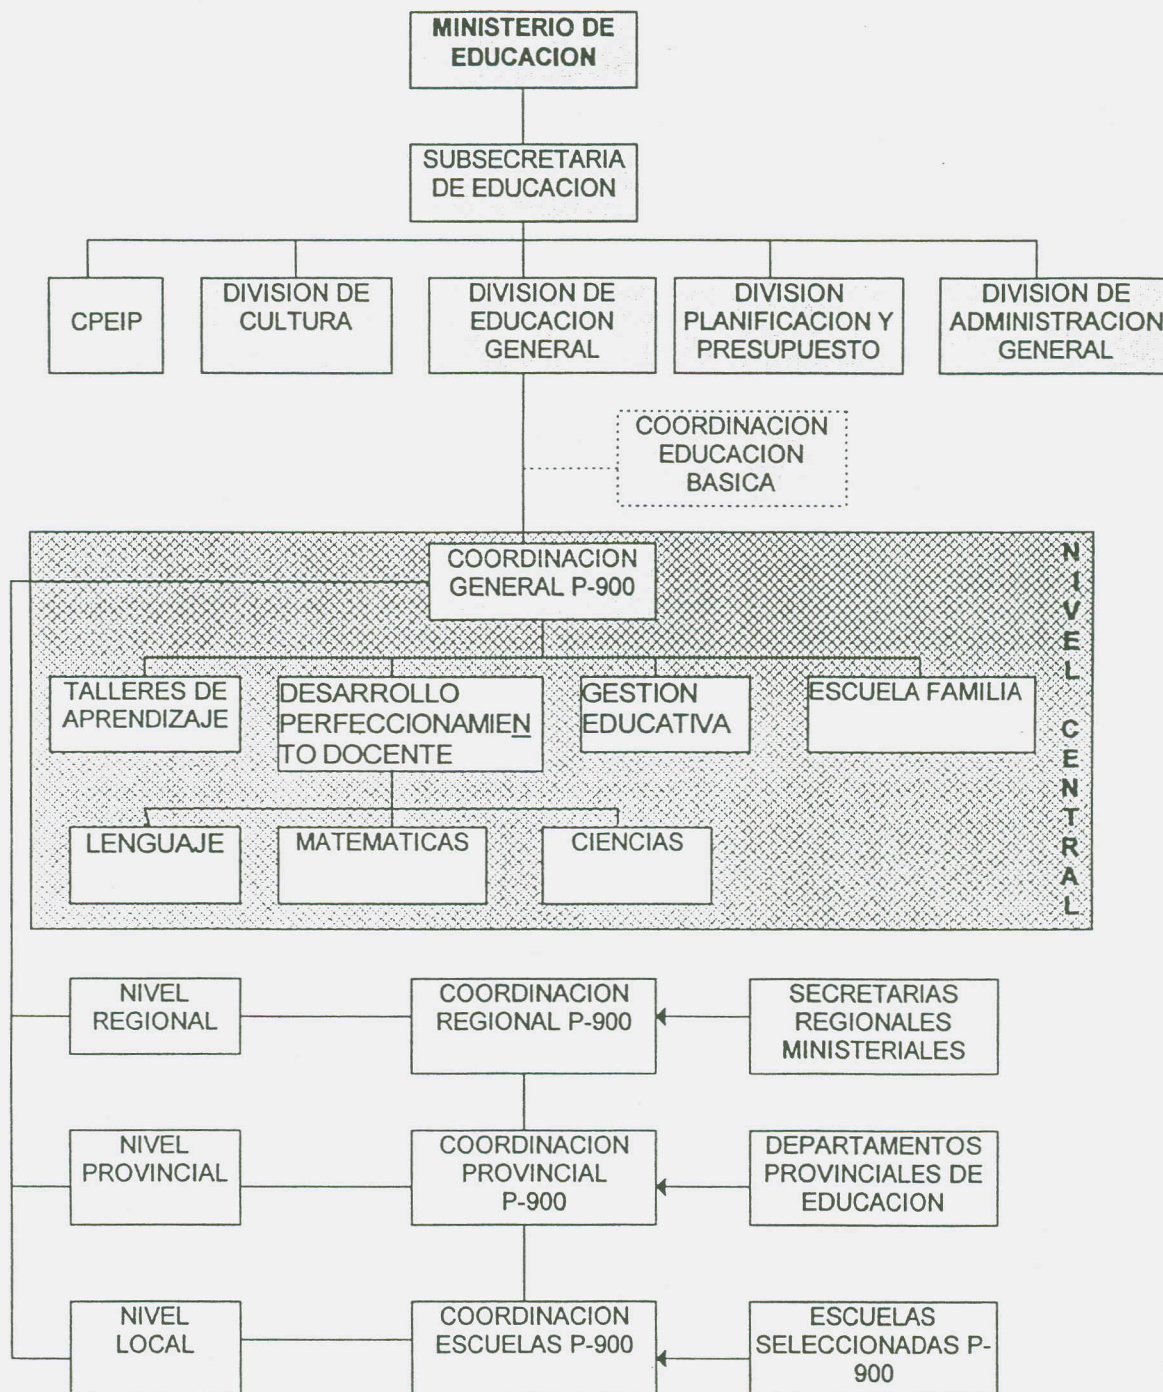 MINISTERIO DE
EDUCACION
SUBSECRETARIA
DE EDUCACION
CPEIP
DIVISION DE
CULTURA
DIVISION DE
EDUCACION
GENERAL
DIVISION
PLANIFICACION Y
PRESUPUESTO
DIVISION DE
ADMINISTRACION
GENERAL
COORDINACION
EDUCACION
BASICA
COORDINACION
GENERAL P-900
NIVEL CENTRAL
TALLERES DE
APRENDIZAJE
DESARROLLO
PERFECCIONAMIEN
TO DOCENTE
GESTION
EDUCATIVA
ESCUELA FAMILIA
LENGUAJE
MATEMATICAS
CIENCIAS
NIVEL
REGIONAL
COORDINACION
REGIONAL P-900
SECRETARIAS
REGIONALES
MINISTERIALES
NIVEL
PROVINCIAL
COORDINACION
PROVINCIAL
P-900
DEPARTAMENTOS
PROVINCIALES DE
EDUCACION
NIVEL
LOCAL
COORDINACION
ESCUELAS P-900
ESCUELAS
SELECCIONADAS P-
900